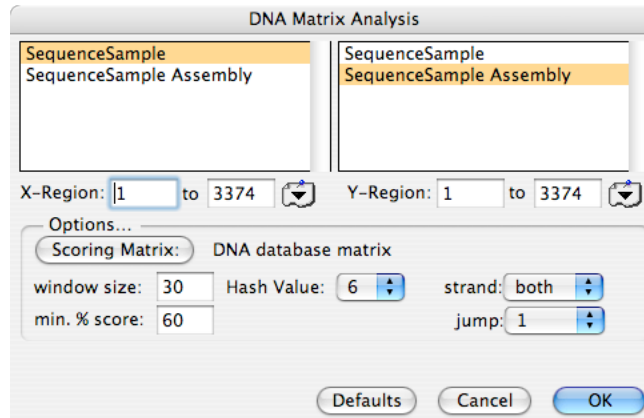 DNA Matrix Analysis
SequenceSample SequenceSample
SequenceSample Assembly SequenceSample Assembly
X-Region: 1 to 3374 Y-Region: 1 to 3374
Options...
Scoring Matrix: DNA database matrix
window size: 30 Hash Value: 6 strand: both
min. % score: 60 jump: 1
Defaults Cancel OK